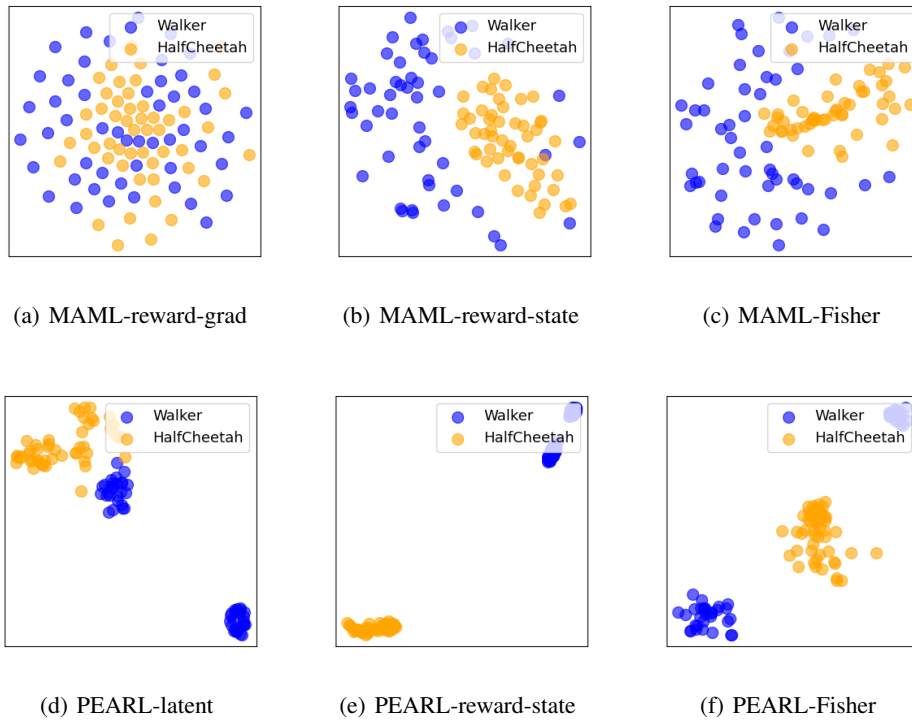 Walker
HalfCheetah
Walker
HalfCheetah
Walker
HalfCheetah
(a) MAML-reward-grad
(b) MAML-reward-state
(c) MAML-Fisher
Walker
HalfCheetah
Walker
HalfCheetah
Walker
HalfCheetah
(d) PEARL-latent
(e) PEARL-reward-state
(f) PEARL-Fisher